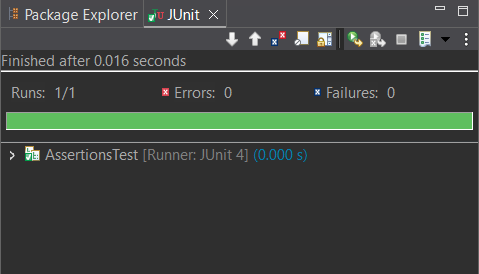 Package Explorer JUnit
Finished after 0.016 seconds
Runs: 1/1 Errors: 0 Failures: 0
AssertionsTest [Runner: JUnit 4] (0.000 s)